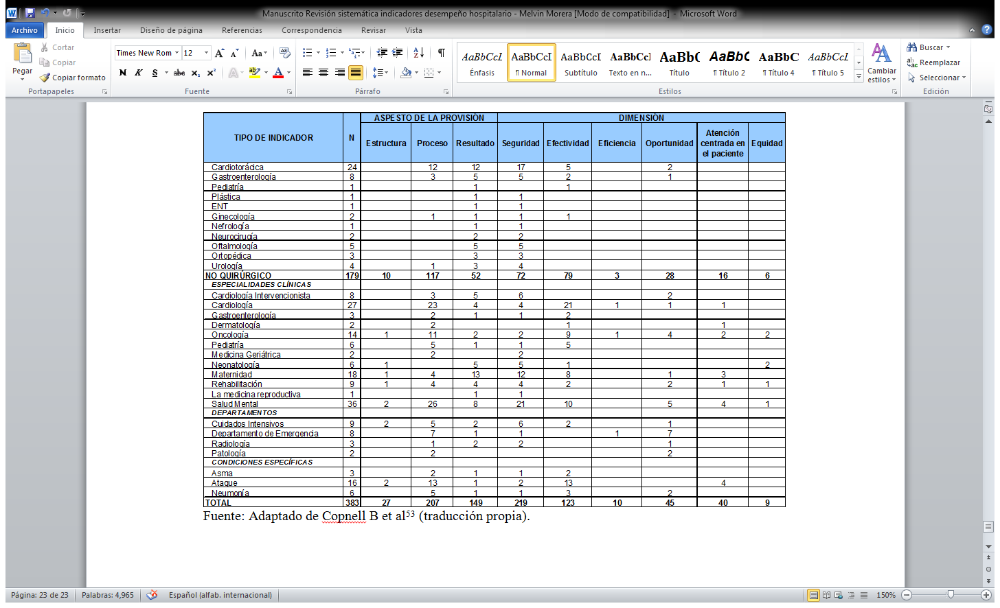 Manuscrito Revisión sistemática indicadores desempeño hospitalario - Melvin Morera [Modo de compatibilidad] - Microsoft Word
Archivo Inicio Insertar Diseño de página Referencias Correspondencia Revisar Vista
Pegar
Cortar
Copiar
Copiar formato
Portapapeles
Times New Rom 12
N K S abc x₂ x²
Fuente
Párrafo
AaBbCcI AaBbCcI AaBbCcI AaBbCcI AaBb( AaBbC AaBbC AaBbCcL
Énfasis ¶ Normal Subtítulo Texto en n... Título ¶ Título 2 ¶ Título 4 ¶ Título 5
Cambiar estilos
Estilos
Buscar
Reemplazar
Seleccionar
Edición
TIPO DE INDICADOR N ASPESTO DE LA PROVISIÓN DIMENSIÓN
Estructura Proceso Resultado Seguridad Efectividad Eficiencia Oportunidad Atención centrada en el paciente Equidad
Cardiotorácica 24 12 12 17 5 2
Gastroenterología 8 3 5 5 2 1
Pediatría 1 1 1
Plástica 1 1 1
ENT 1 1 1
Ginecología 2 1 1 1 1
Nefrología 1 1 1
Neurocirugía 2 2 2
Oftalmología 5 5 5
Ortopédica 3 3 3
Urología 4 1 3 4
NO QUIRÚRGICO 179 10 117 52 72 79 3 28 16 6
ESPECIALIDADES CLÍNICAS
Cardiología Intervencionista 8 3 5 6 2
Cardiología 27 23 4 4 21 1 1 1
Gastroenterología 3 2 1 1 2
Dermatología 2 2 1 1
Oncología 14 1 11 2 2 9 1 4 2 2
Pediatría 6 5 1 1 5
Medicina Geriátrica 2 2 2
Neonatología 6 1 5 5 1 2
Maternidad 18 1 4 13 12 8 1 3
Rehabilitación 9 1 4 4 4 2 2 1 1
La medicina reproductiva 1 1 1
Salud Mental 36 2 26 8 21 10 5 4 1
DEPARTAMENTOS
Cuidados Intensivos 9 2 5 2 6 2 1
Departamento de Emergencia 8 7 1 1 1 7
Radiología 3 1 2 2 1
Patología 2 2 2
CONDICIONES ESPECÍFICAS
Asma 3 2 1 1 2
Ataque 16 2 13 1 2 13 4
Neumonía 6 5 1 1 3 2
TOTAL 383 27 207 149 219 123 10 45 40 9
Fuente: Adaptado de Copnell B et al⁵³ (traducción propia).
Página: 23 de 23 Palabras: 4,965 Español (alfab. internacional) 150%